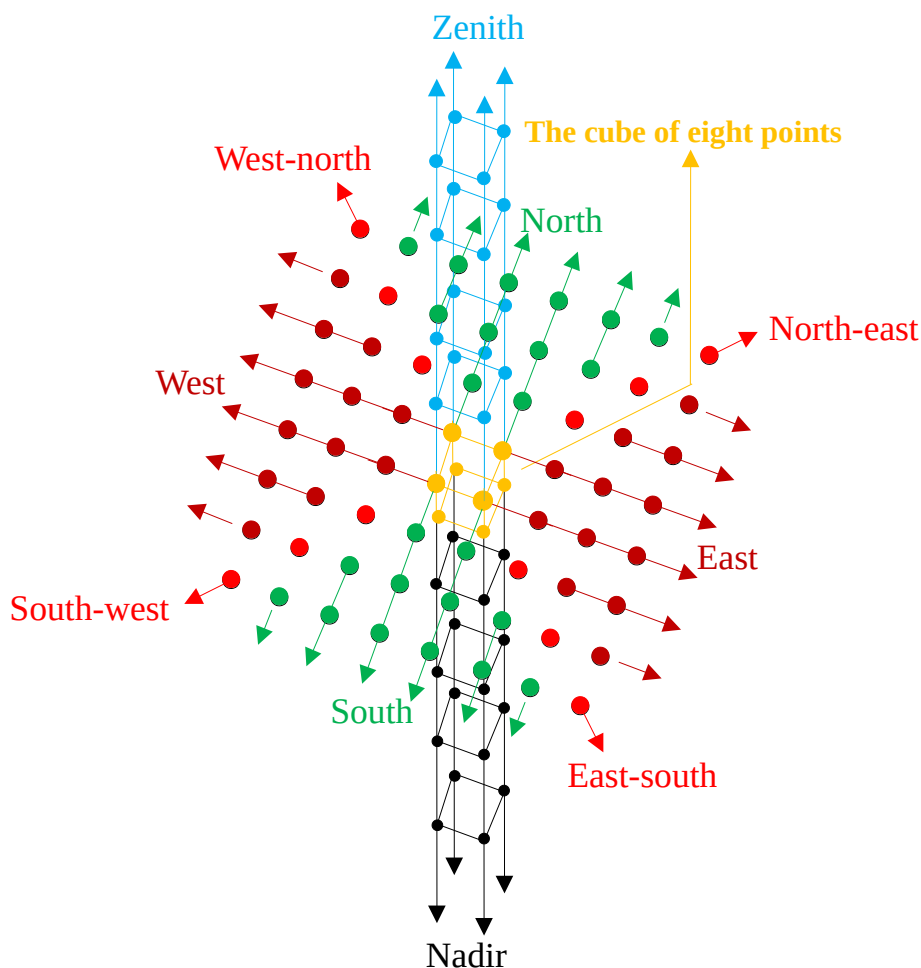 Zenith
The cube of eight points
West-north
North
North-east
West
East
South-west
South
East-south
Nadir